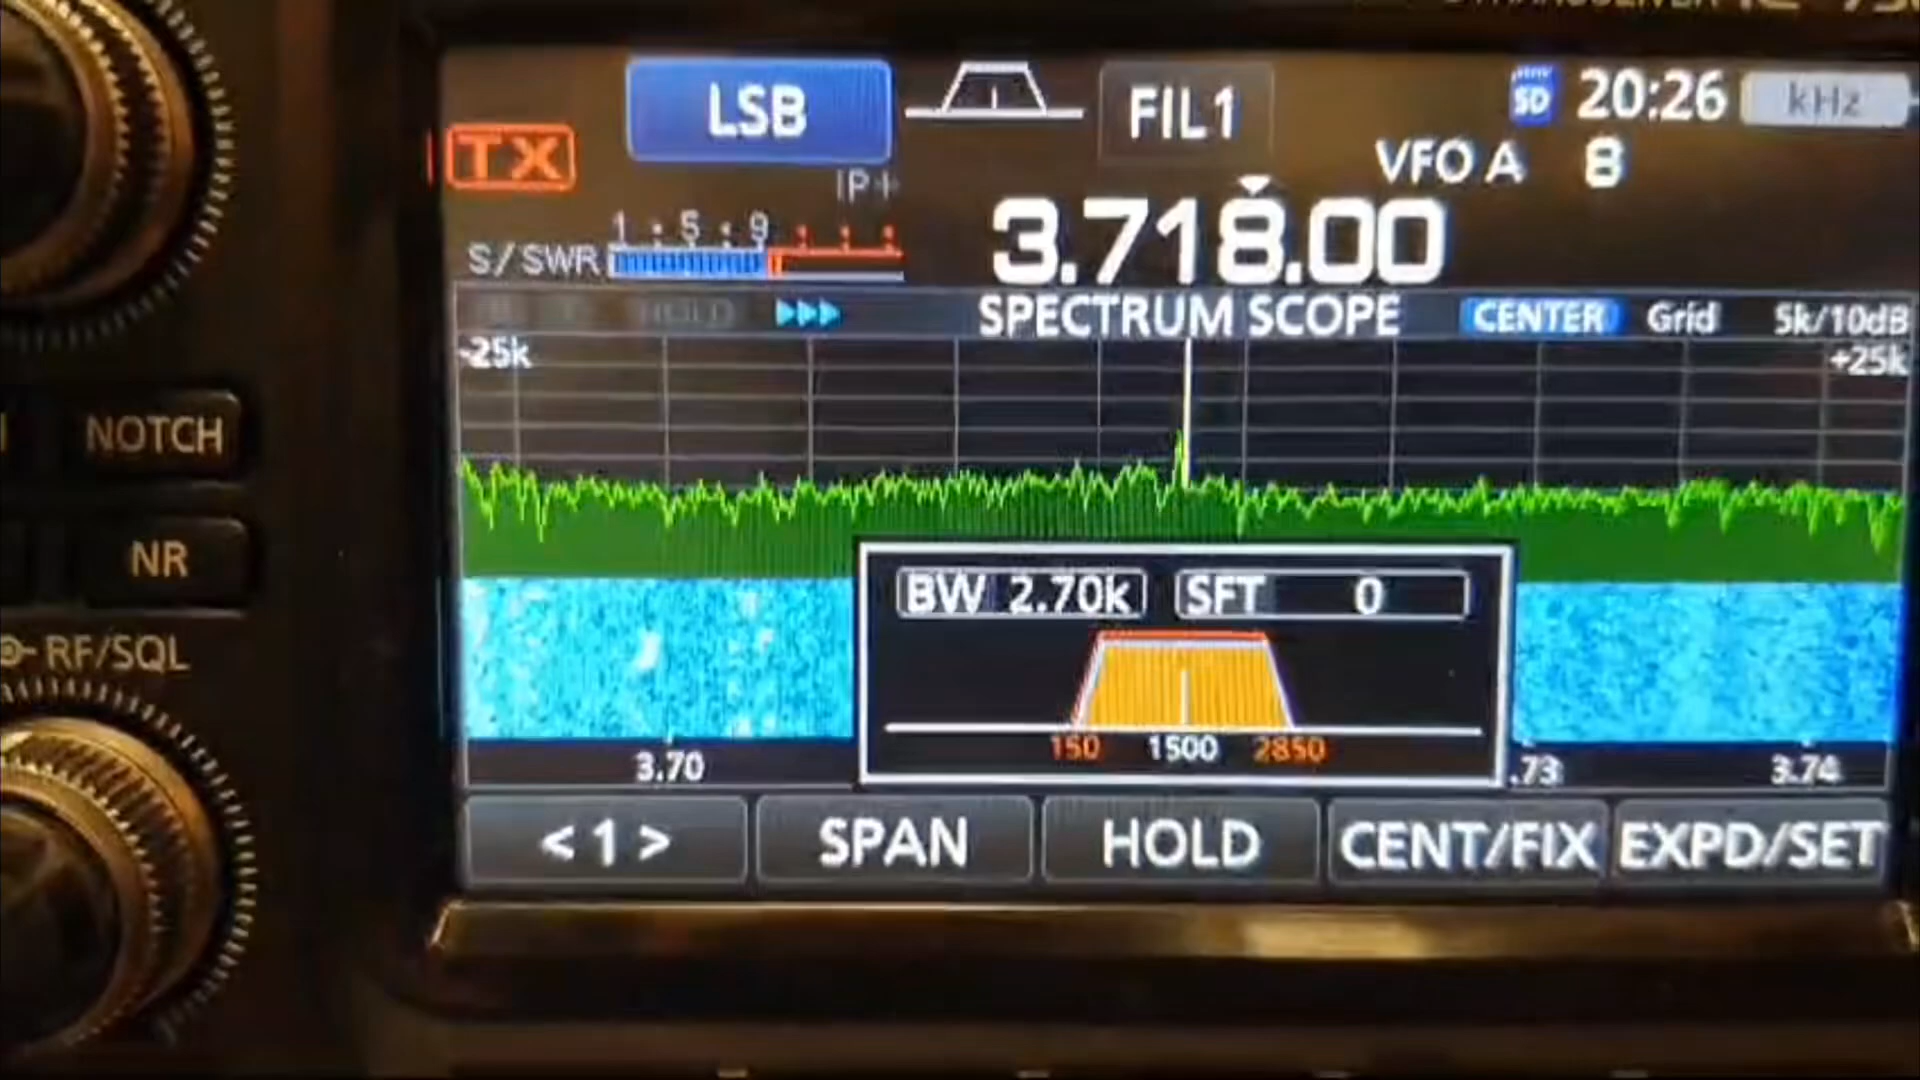 LSB
FIL1
SD
20:26
kHz
TX
IP+
VFO A 8
1 5 9
S/SWR
3.718.00
HOLD
SPECTRUM SCOPE
CENTER
Grid
5k/10dB
-25k
+25k
NOTCH
NR
RF/SQL
BW 2.70k
SFT 0
150 1500 2850
3.70
.73
3.74
< 1 >
SPAN
HOLD
CENT/FIX
EXPD/SET